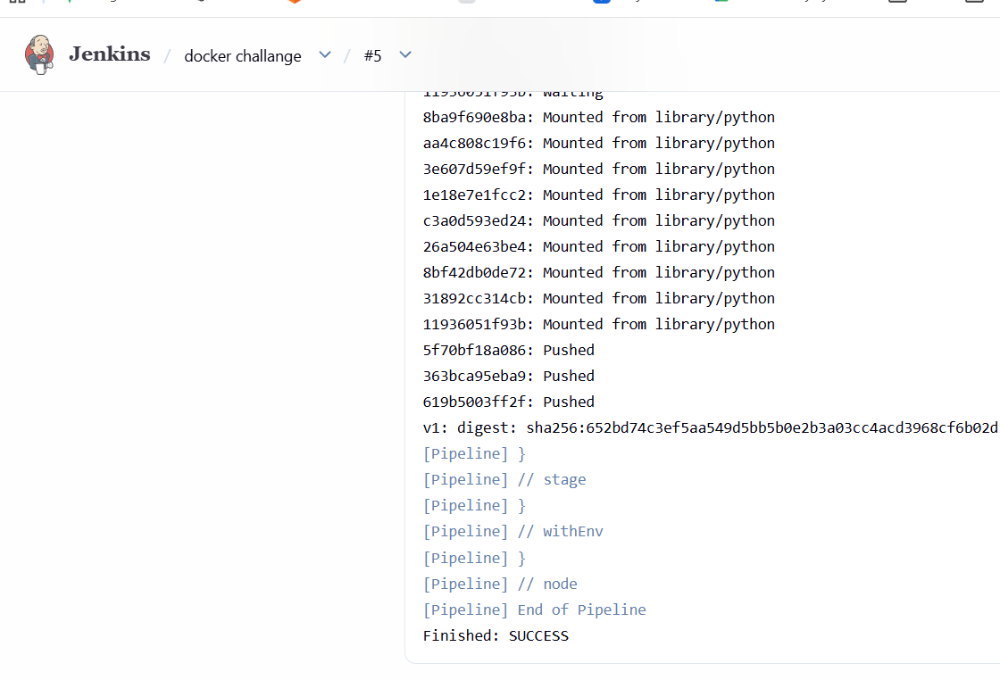 Jenkins / docker challange / #5
11936051f93b: Waiting
8ba9f690e8ba: Mounted from library/python
aa4c808c19f6: Mounted from library/python
3e607d59ef9f: Mounted from library/python
1e18e7e1fcc2: Mounted from library/python
c3a0d593ed24: Mounted from library/python
26a504e63be4: Mounted from library/python
8bf42db0de72: Mounted from library/python
31892cc314cb: Mounted from library/python
11936051f93b: Mounted from library/python
5f70bf18a086: Pushed
363bca95eba9: Pushed
619b5003ff2f: Pushed
v1: digest: sha256:652bd74c3ef5aa549d5bb5b0e2b3a03cc4acd3968cf6b02d
[Pipeline] }
[Pipeline] // stage
[Pipeline] }
[Pipeline] // withEnv
[Pipeline] }
[Pipeline] // node
[Pipeline] End of Pipeline
Finished: SUCCESS